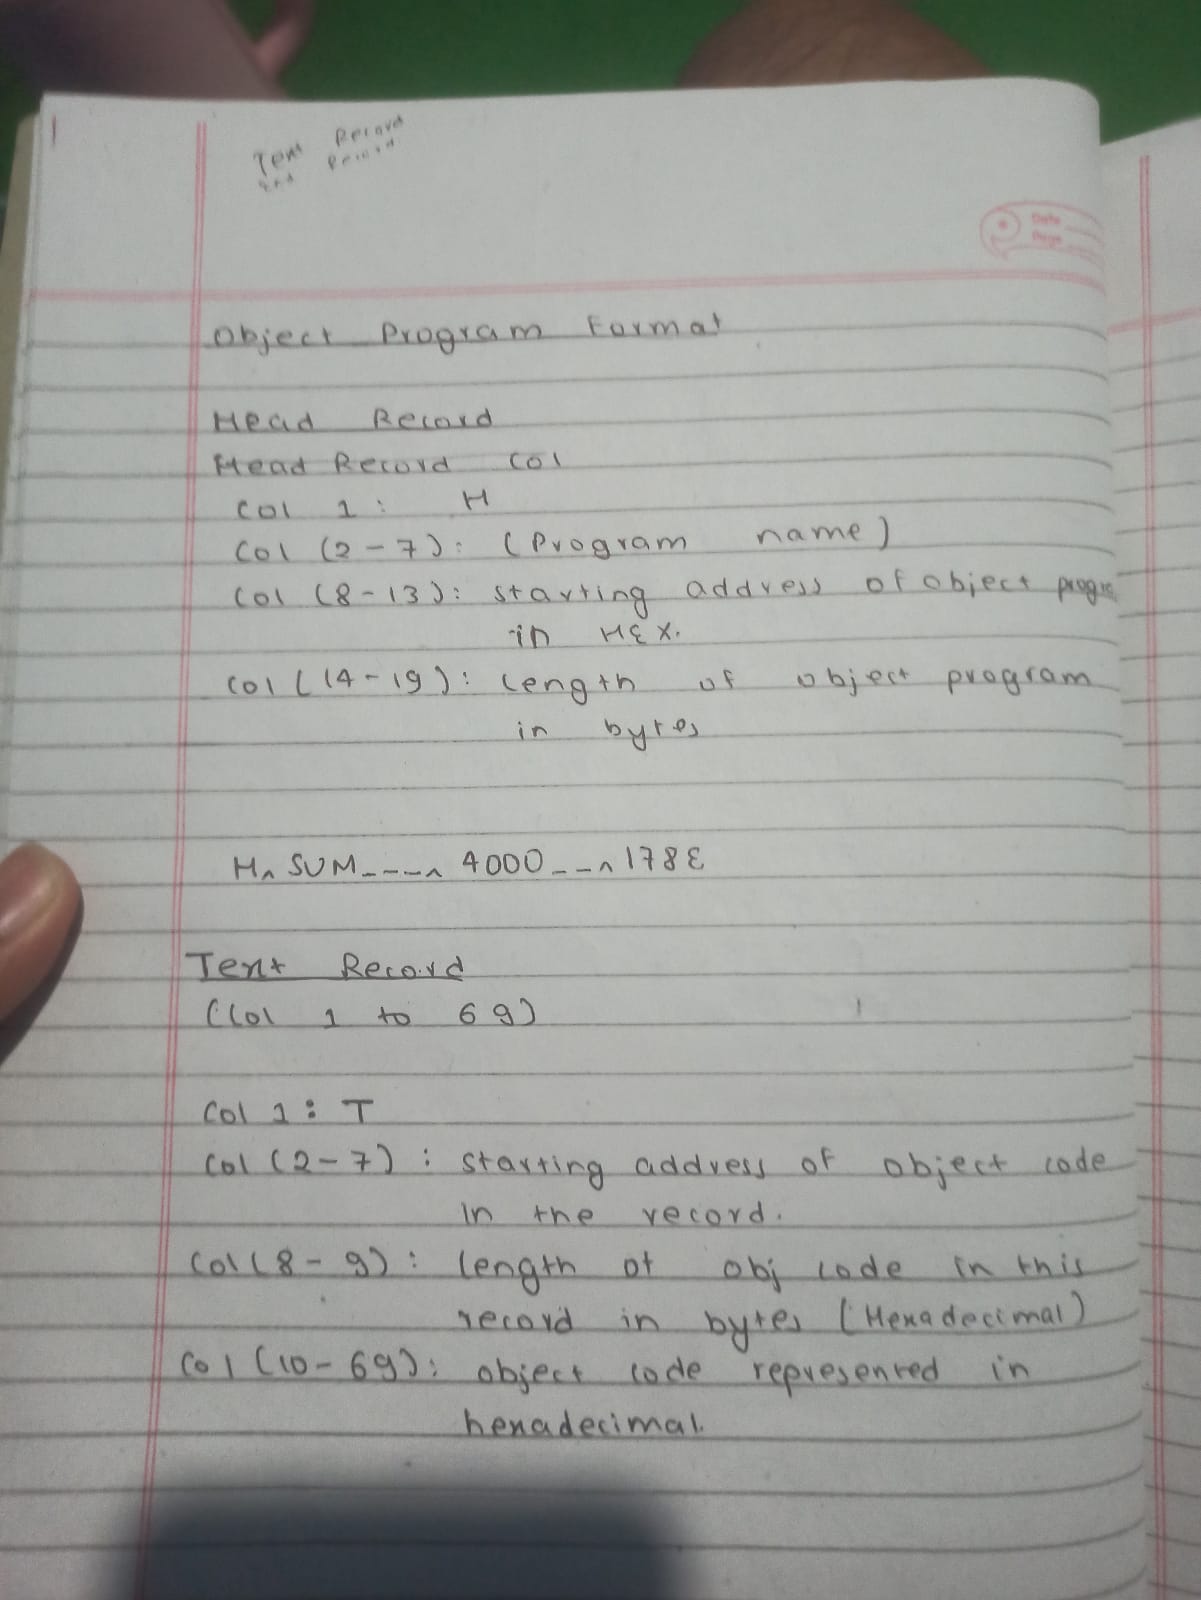 Text Record
End Record
Date
Page
Object Program Format
Head Record
Head Record Col
Col 1 : H
Col (2-7) : (Program name)
Col (8-13) : starting address of object progra
in HEX.
Col (14-19) : length of object program
in bytes
H^ SUM_ _ _ _^ 4000 _ _^ 178E
Text Record
(Col 1 to 69)
Col 1 : T
Col (2-7) : starting address of object code
in the record.
Col (8-9) : length of obj code in this
record in bytes (Hexadecimal)
Col (10-69) : object code represented in
hexadecimal.